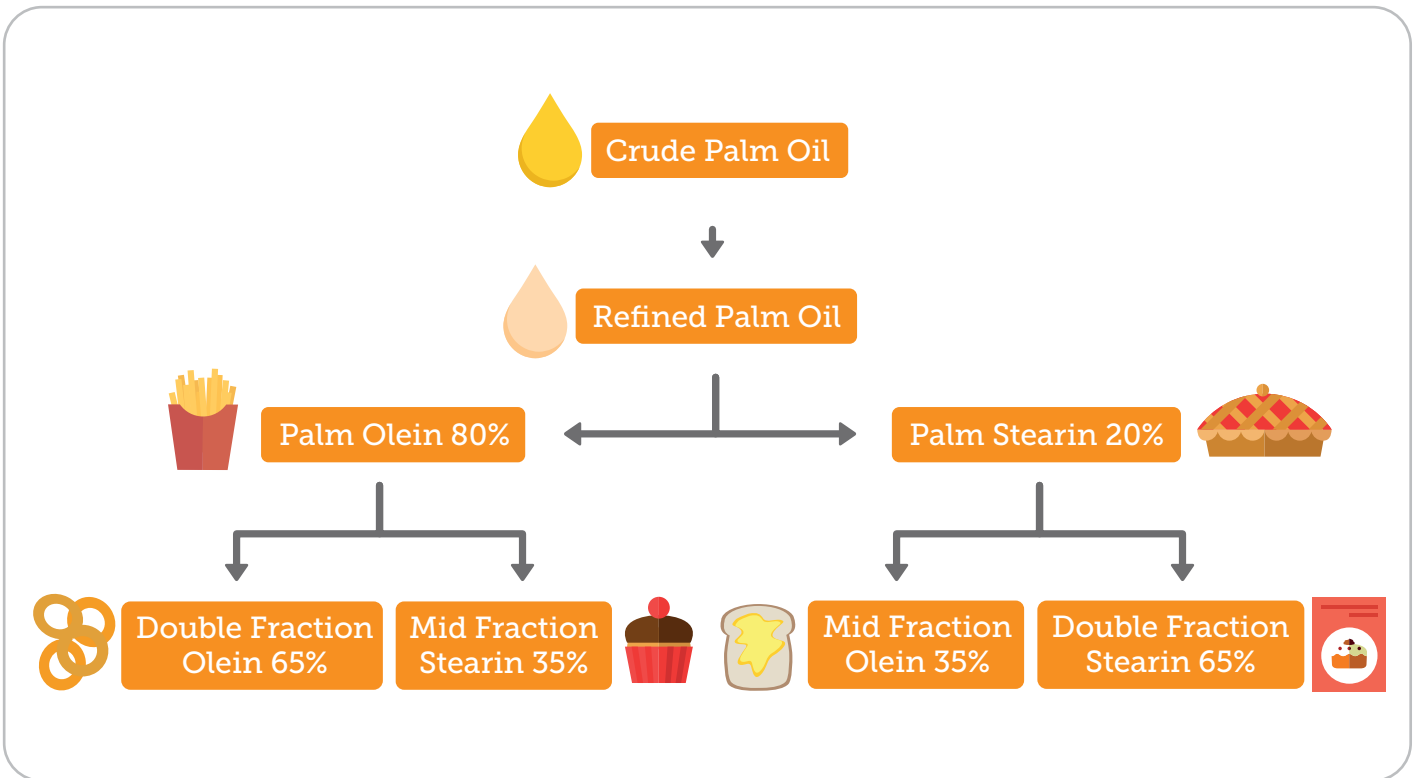 Crude Palm Oil
Refined Palm Oil
Palm Olein 80%
Palm Stearin 20%
Double Fraction
Olein 65%
Mid Fraction
Stearin 35%
Mid Fraction
Olein 35%
Double Fraction
Stearin 65%